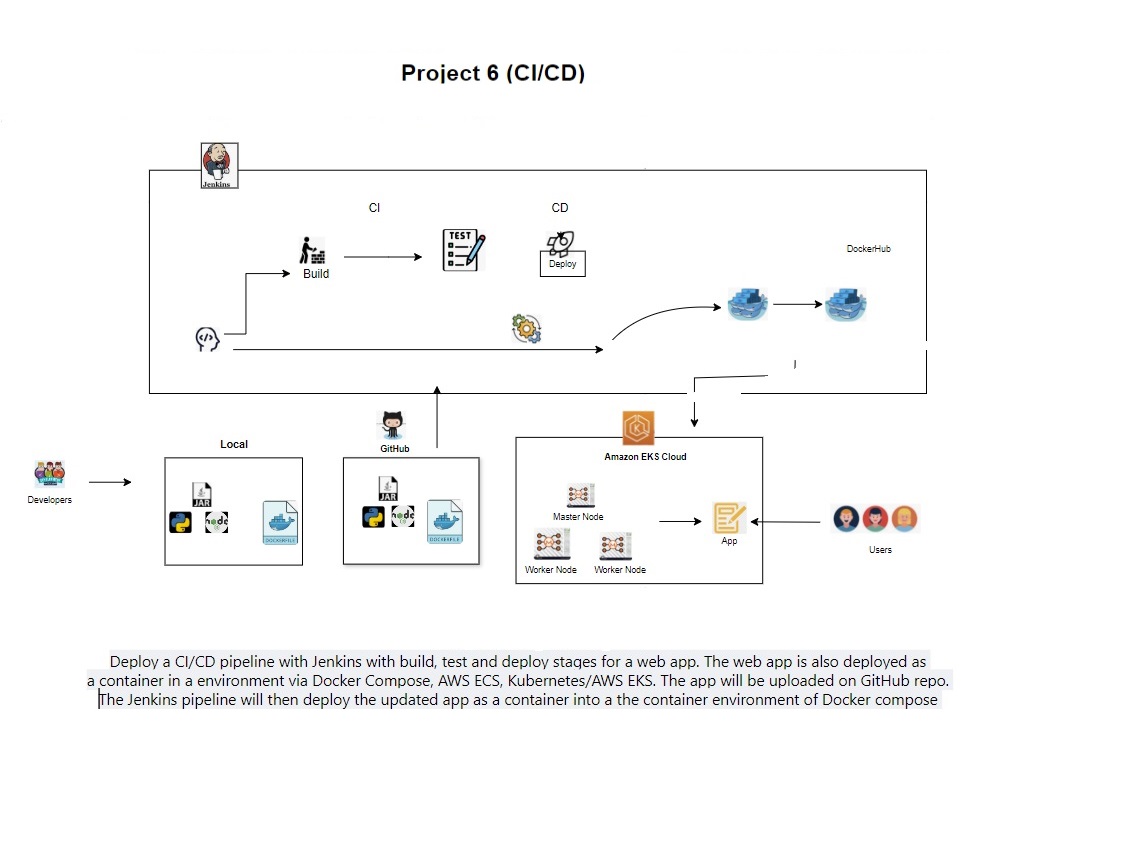 Project 6 (CI/CD)
Jenkins
CI
CD
TEST
DockerHub
Deploy
Build
</>
GitHub
Local
Amazon EKS Cloud
JAR
JAR
Developers
node
node
DOCKERFILE
DOCKERFILE
Master Node
App
Users
Worker Node
Worker Node
Deploy a CI/CD pipeline with Jenkins with build, test and deploy stages for a web app. The web app is also deployed as
a container in a environment via Docker Compose, AWS ECS, Kubernetes/AWS EKS. The app will be uploaded on GitHub repo.
The Jenkins pipeline will then deploy the updated app as a container into a the container environment of Docker compose